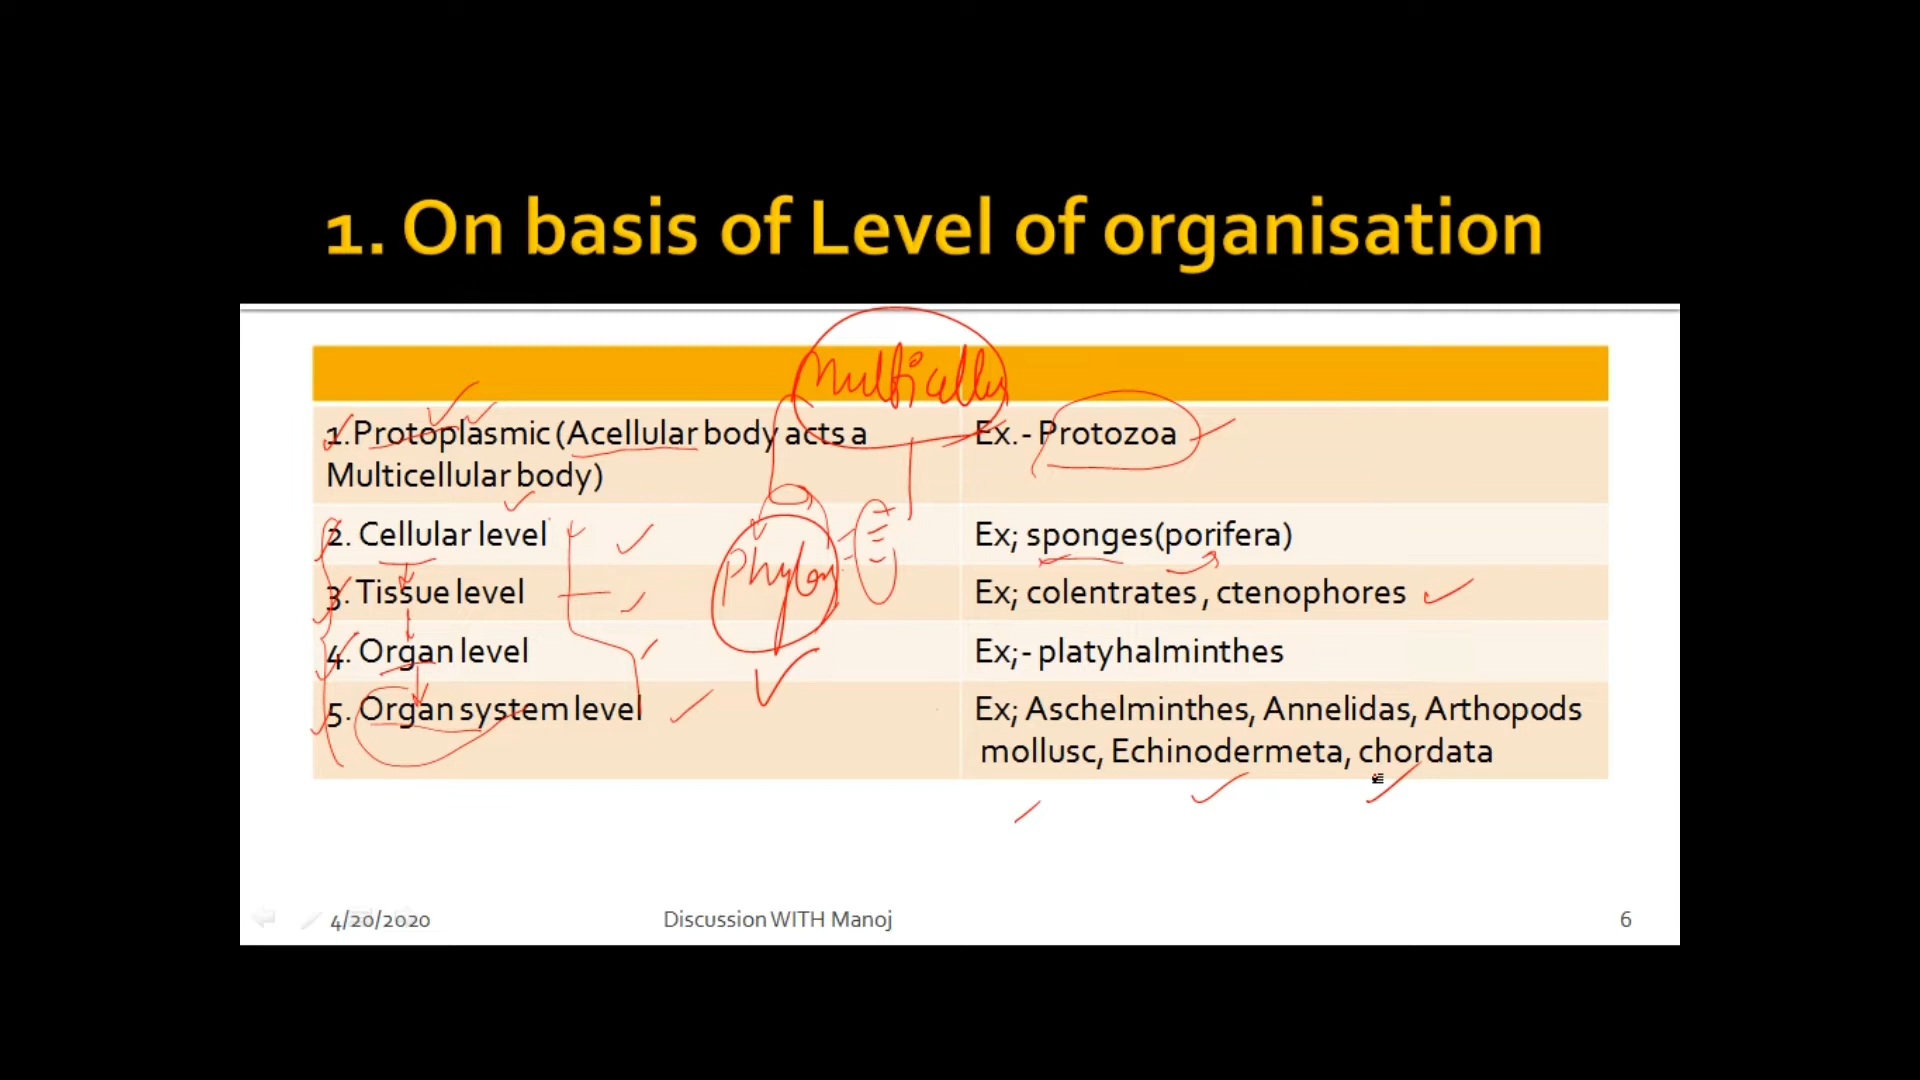 1. On basis of Level of organisation
Multicellu
1.Protoplasmic (Acellular body acts a
Multicellular body)
Ex.- Protozoa
2. Cellular level
Ex; sponges(porifera)
Phylum
3. Tissue level
Ex; colentrates , ctenophores
4. Organ level
Ex;- platyhalminthes
5. Organ system level
Ex; Aschelminthes, Annelidas, Arthopods
mollusc, Echinodermeta, chordata
4/20/2020
Discussion WITH Manoj
6